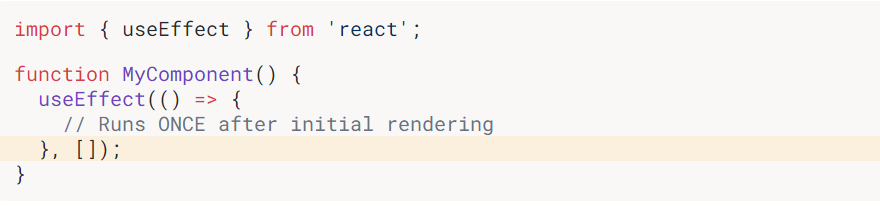 import { useEffect } from 'react';
function MyComponent() {
useEffect(() => {
// Runs ONCE after initial rendering
}, []);
}